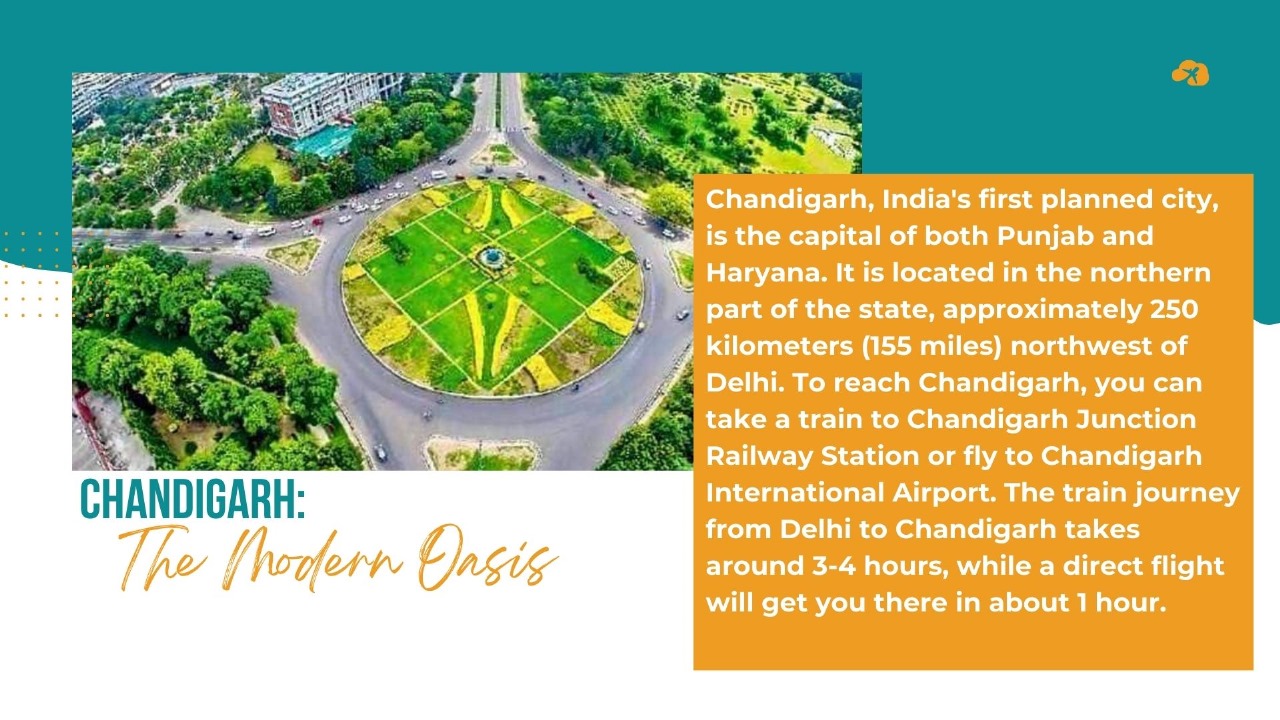 Chandigarh, India's first planned city,
is the capital of both Punjab and
Haryana. It is located in the northern
part of the state, approximately 250
kilometers (155 miles) northwest of
Delhi. To reach Chandigarh, you can
take a train to Chandigarh Junction
Railway Station or fly to Chandigarh
International Airport. The train journey
from Delhi to Chandigarh takes
around 3-4 hours, while a direct flight
will get you there in about 1 hour.
CHANDIGARH:
The Modern Oasis